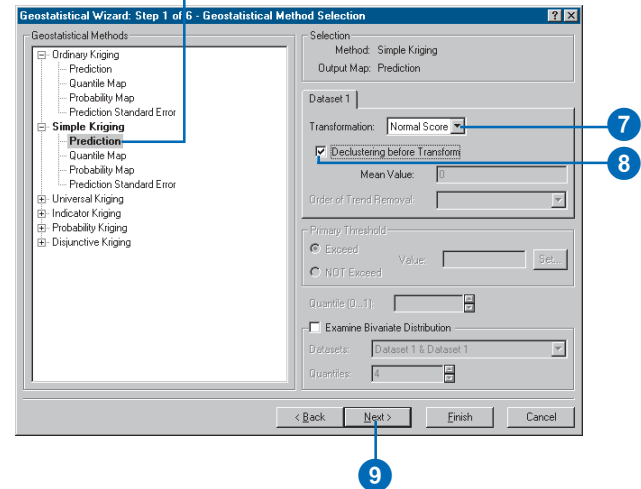 Geostatistical Wizard: Step 1 of 6 - Geostatistical Method Selection
Geostatistical Methods
Ordinary Kriging
Prediction
Quantile Map
Probability Map
Prediction Standard Error
Simple Kriging
Prediction
Quantile Map
Probability Map
Prediction Standard Error
Universal Kriging
Indicator Kriging
Probability Kriging
Disjunctive Kriging
Selection
Method: Simple Kriging
Output Map: Prediction
Dataset 1
Transformation: Normal Score
7
Declustering before Transform
8
Mean Value: 0
Order of Trend Removal:
Primary Threshold
Exceed
Value:
Set...
NOT Exceed
Quantile (0..1):
Examine Bivariate Distribution
Datasets: Dataset 1 & Dataset 1
Quantiles: 4
< Back Next > Finish Cancel
9